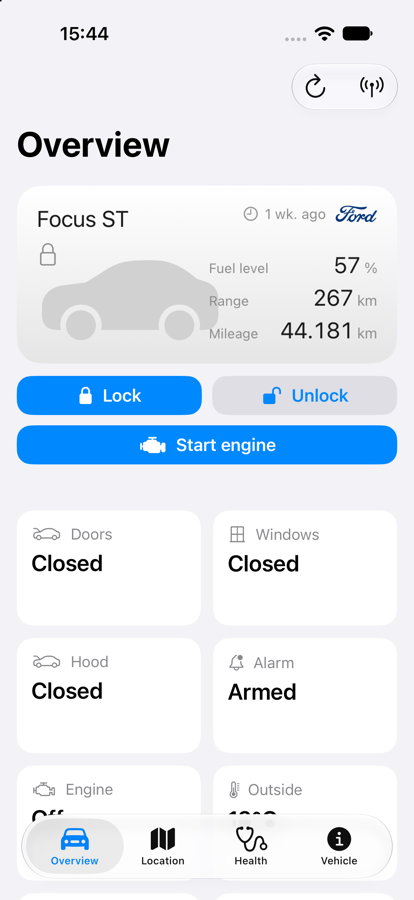 15:44
Overview
Focus ST
1 wk. ago
Ford
Fuel level 57 %
Range 267 km
Mileage 44.181 km
Lock
Unlock
Start engine
Doors
Closed
Windows
Closed
Hood
Closed
Alarm
Armed
Engine
Off
Outside
Overview
Location
Health
Vehicle